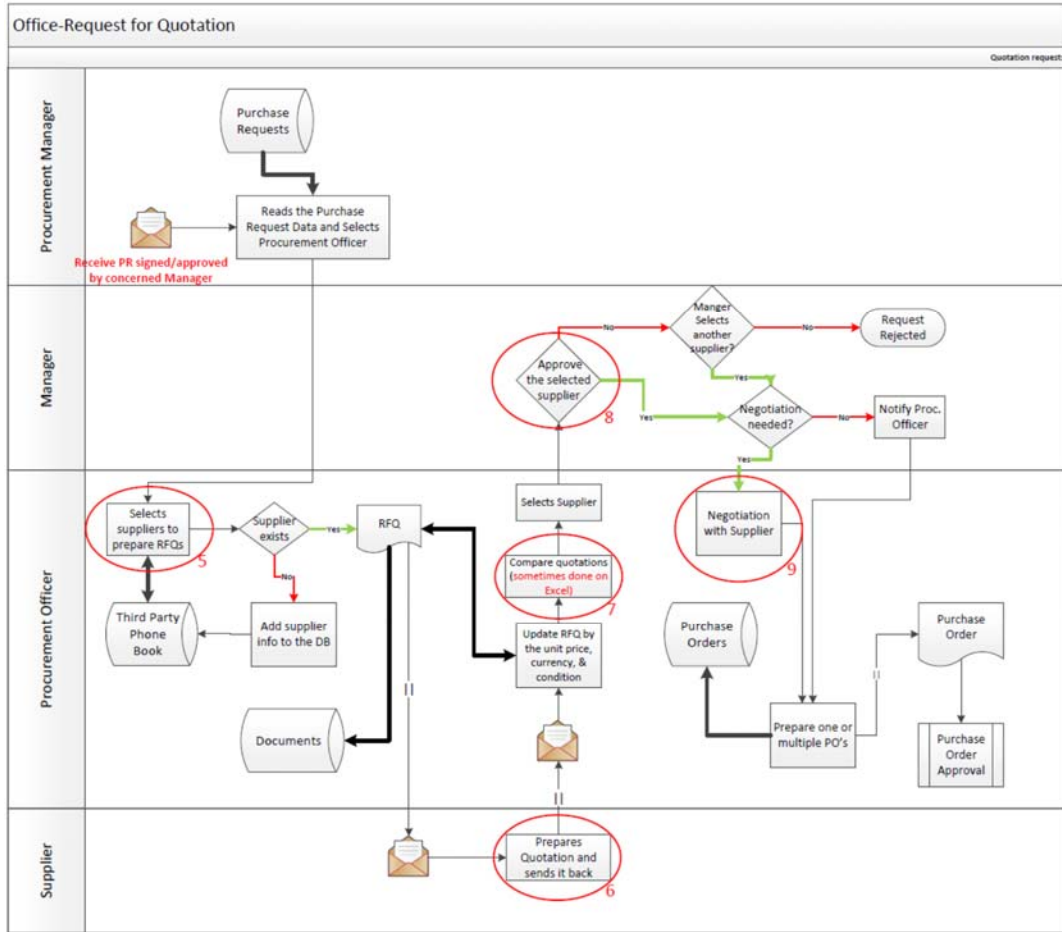 Office-Request for Quotation
Quotation requests
Procurement Manager
Purchase
Requests
Reads the Purchase
Request Data and Selects
Procurement Officer
Receive PR signed/approved
by concerned Manager
Manager
Approve
the selected
supplier
8
No
Manger
Selects
another
supplier?
No
Request
Rejected
Yes
Yes
Negotiation
needed?
No
Notify Proc.
Officer
Yes
Procurement Officer
Selects
suppliers to
prepare RFQs
5
Supplier
exists
Yes
RFQ
No
Add supplier
info to the DB
Third Party
Phone
Book
Documents
Selects Supplier
Compare quotations
(sometimes done on
Excel)
7
Update RFQ by
the unit price,
currency, &
condition
Negotiation
with Supplier
9
Purchase
Orders
Prepare one or
multiple PO's
Purchase
Order
Purchase
Order
Approval
Supplier
Prepares
Quotation and
sends it back
6